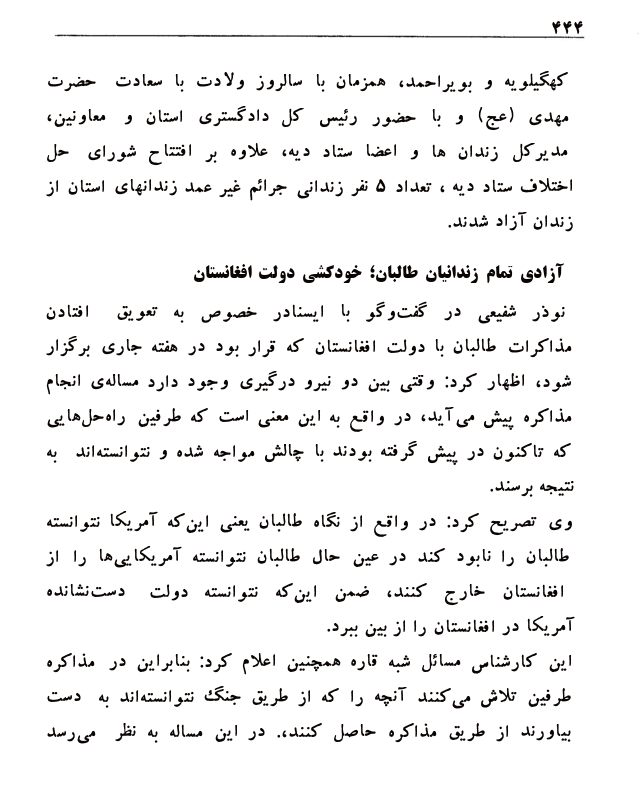 ۴۴۴
کهگیلویه و بویراحمد، همزمان با سالروز ولادت با سعادت حضرت
مهدی (عج) و با حضور رئیس کل دادگستری استان و معاونین،
مدیرکل زندان ها و اعضا ستاد دیه، علاوه بر افتتاح شورای حل
اختلاف ستاد دیه ، تعداد ۵ نفر زندانی جرائم غیر عمد زندانهای استان از
زندان آزاد شدند.
آزادی تمام زندانیان طالبان؛ خودکشی دولت افغانستان
نوذر شفیعی در گفت‌وگو با ایسنادر خصوص به تعویق افتادن
مذاکرات طالبان با دولت افغانستان که قرار بود در هفته جاری برگزار
شود، اظهار کرد: وقتی بین دو نیرو درگیری وجود دارد مساله‌ی انجام
مذاکره پیش می‌آید، در واقع به این معنی است که طرفین راه‌حل‌هایی
که تاکنون در پیش گرفته بودند با چالش مواجه شده و نتوانسته‌اند به
نتیجه برسند.
وی تصریح کرد: در واقع از نگاه طالبان یعنی این‌که آمریکا نتوانسته
طالبان را نابود کند در عین حال طالبان نتوانسته آمریکایی‌ها را از
افغانستان خارج کنند، ضمن این‌که نتوانسته دولت دست‌نشانده
آمریکا در افغانستان را از بین ببرد.
این کارشناس مسائل شبه قاره همچنین اعلام کرد: بنابراین در مذاکره
طرفین تلاش می‌کنند آنچه را که از طریق جنگ نتوانسته‌اند به دست
بیاورند از طریق مذاکره حاصل کنند،. در این مساله به نظر می‌رسد